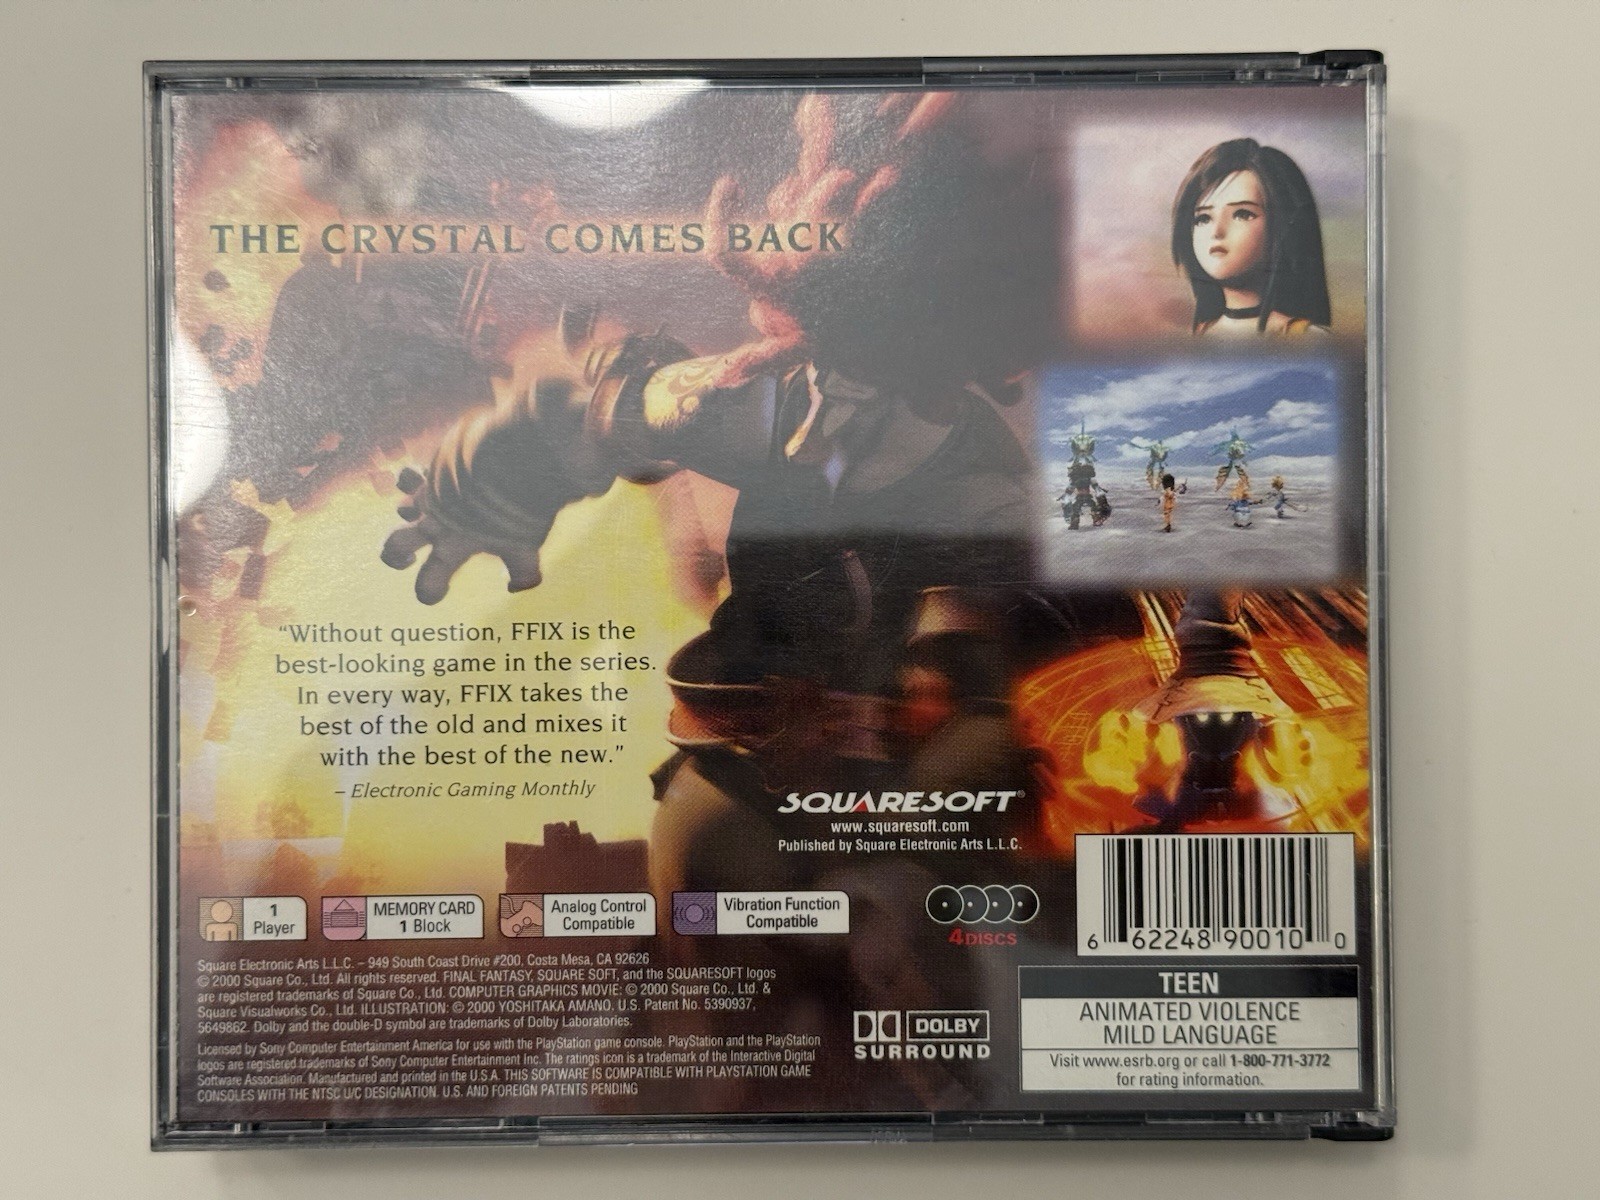 THE CRYSTAL COMES BACK
“Without question, FFIX is the
best-looking game in the series.
In every way, FFIX takes the
best of the old and mixes it
with the best of the new.”
– Electronic Gaming Monthly
SQUARESOFT®
www.squaresoft.com
Published by Square Electronic Arts L.L.C.
1
Player
MEMORY CARD
1 Block
Analog Control
Compatible
Vibration Function
Compatible
4 DISCS
6 62248 90010 0
Square Electronic Arts L.L.C. – 949 South Coast Drive #200, Costa Mesa, CA 92626
© 2000 Square Co., Ltd. All rights reserved. FINAL FANTASY, SQUARE SOFT, and the SQUARESOFT logos
are registered trademarks of Square Co., Ltd. COMPUTER GRAPHICS MOVIE: © 2000 Square Co., Ltd. &
Square Visualworks Co., Ltd. ILLUSTRATION: © 2000 YOSHITAKA AMANO. U.S. Patent No. 5390937,
5649862. Dolby and the double-D symbol are trademarks of Dolby Laboratories.
Licensed by Sony Computer Entertainment America for use with the PlayStation game console. PlayStation and the PlayStation
logos are registered trademarks of Sony Computer Entertainment Inc. The ratings icon is a trademark of the Interactive Digital
Software Association. Manufactured and printed in the U.S.A. THIS SOFTWARE IS COMPATIBLE WITH PLAYSTATION GAME
CONSOLES WITH THE NTSC U/C DESIGNATION. U.S. AND FOREIGN PATENTS PENDING
DOLBY
SURROUND
TEEN
ANIMATED VIOLENCE
MILD LANGUAGE
Visit www.esrb.org or call 1-800-771-3772
for rating information.